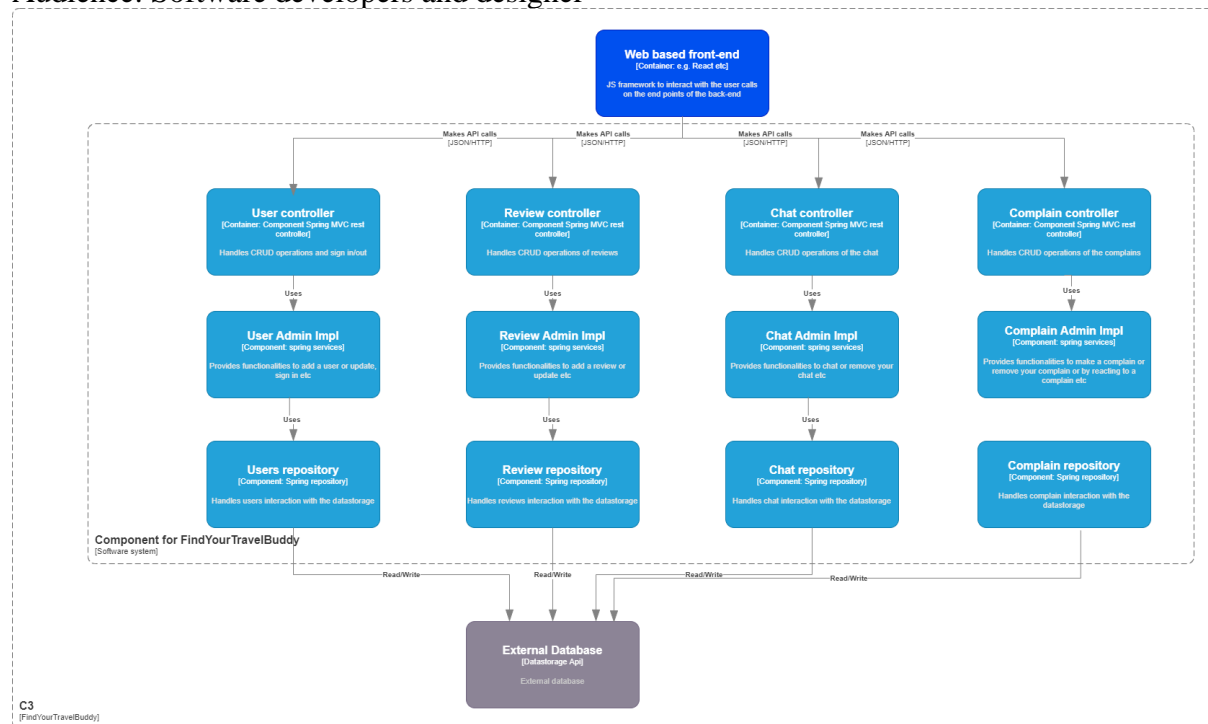 Audience: Software developers and designer
Web based front-end
[Container: e.g. React etc]
JS framework to interact with the user calls
on the end points of the back-end
Makes API calls
[JSON/HTTP]
Makes API calls
[JSON/HTTP]
Makes API calls
[JSON/HTTP]
Makes API calls
[JSON/HTTP]
User controller
[Container: Component Spring MVC rest
controller]
Handles CRUD operations and sign in/out
Review controller
[Container: Component Spring MVC rest
controller]
Handles CRUD operations of reviews
Chat controller
[Container: Component Spring MVC rest
controller]
Handles CRUD operations of the chat
Complain controller
[Container: Component Spring MVC rest
controller]
Handles CRUD operations of the complains
Uses
Uses
Uses
User Admin Impl
[Component: spring services]
Provides functionalities to add a user or update,
sign in etc
Review Admin Impl
[Component: spring services]
Provides functionalities to add a review or
update etc
Chat Admin Impl
[Component: spring services]
Provides functionalities to chat or remove your
chat etc
Complain Admin Impl
[Component: spring services]
Provides functionalities to make a complain or
remove your complain or by reacting to a
complain etc
Uses
Uses
Uses
Users repository
[Component: Spring repository]
Handles users interaction with the datastorage
Review repository
[Component: Spring repository]
Handles reviews interaction with the datastorage
Chat repository
[Component: Spring repository]
Handles chat interaction with the datastorage
Complain repository
[Component: Spring repository]
Handles complain interaction with the
datastorage
Component for FindYourTravelBuddy
[Software system]
Read/Write
Read/Write
Read/Write
Read/Write
External Database
[Datastorage Api]
External database
C3
[FindYourTravelBuddy]